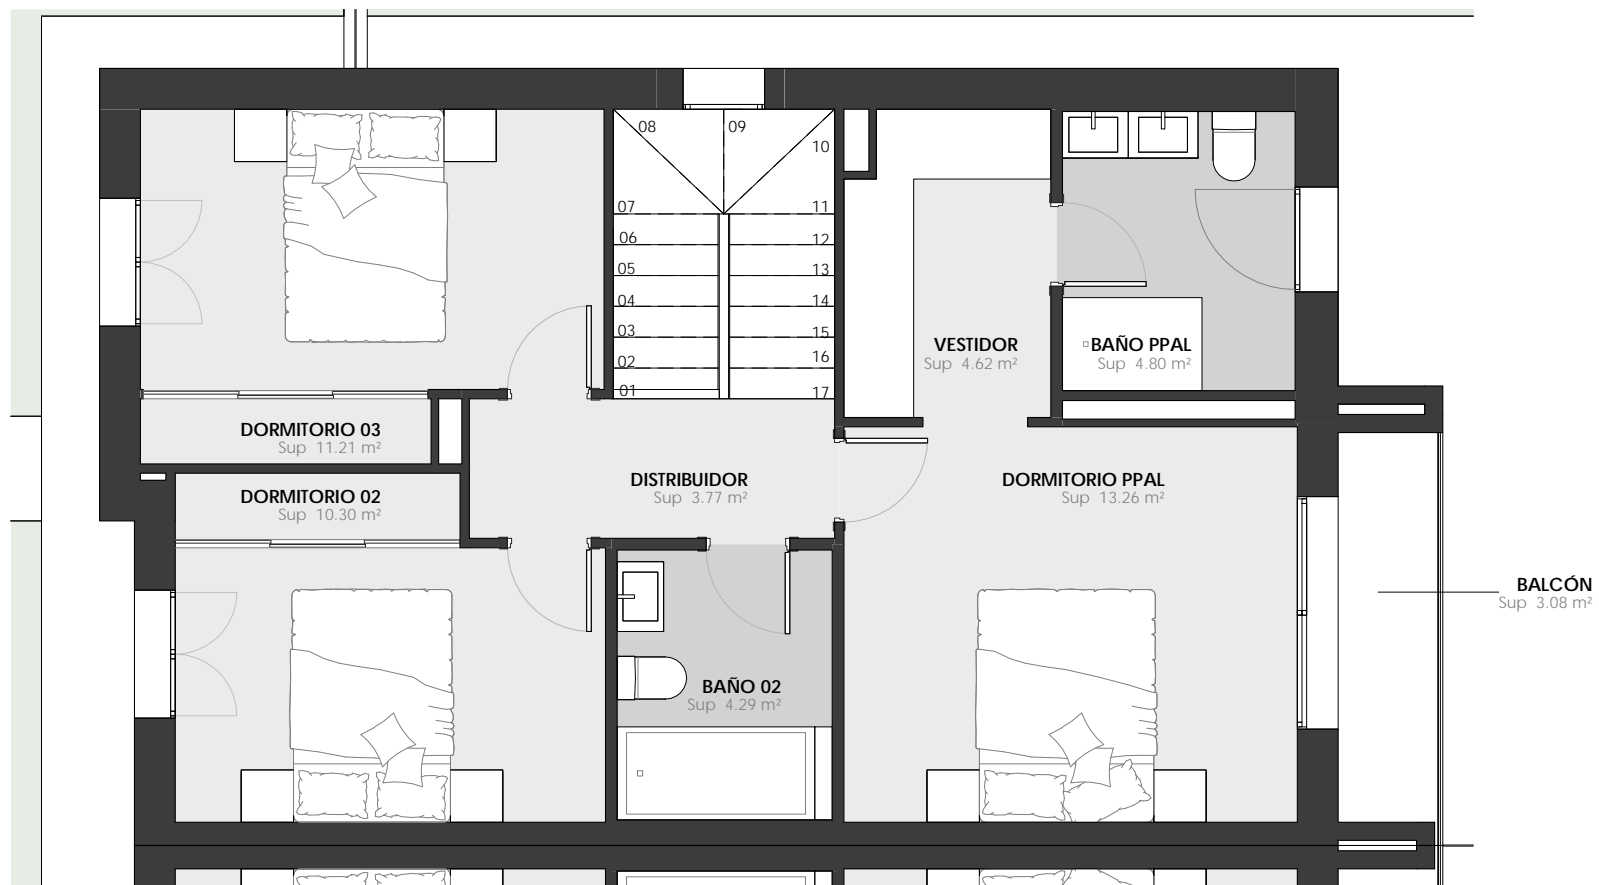 08
09
10
07
11
06
12
05
13
04
14
03
15
02
16
01
17
VESTIDOR
Sup 4.62 m²
BAÑO PPAL
Sup 4.80 m²
DORMITORIO 03
Sup 11.21 m²
DORMITORIO 02
Sup 10.30 m²
DISTRIBUIDOR
Sup 3.77 m²
DORMITORIO PPAL
Sup 13.26 m²
BALCÓN
Sup 3.08 m²
BAÑO 02
Sup 4.29 m²